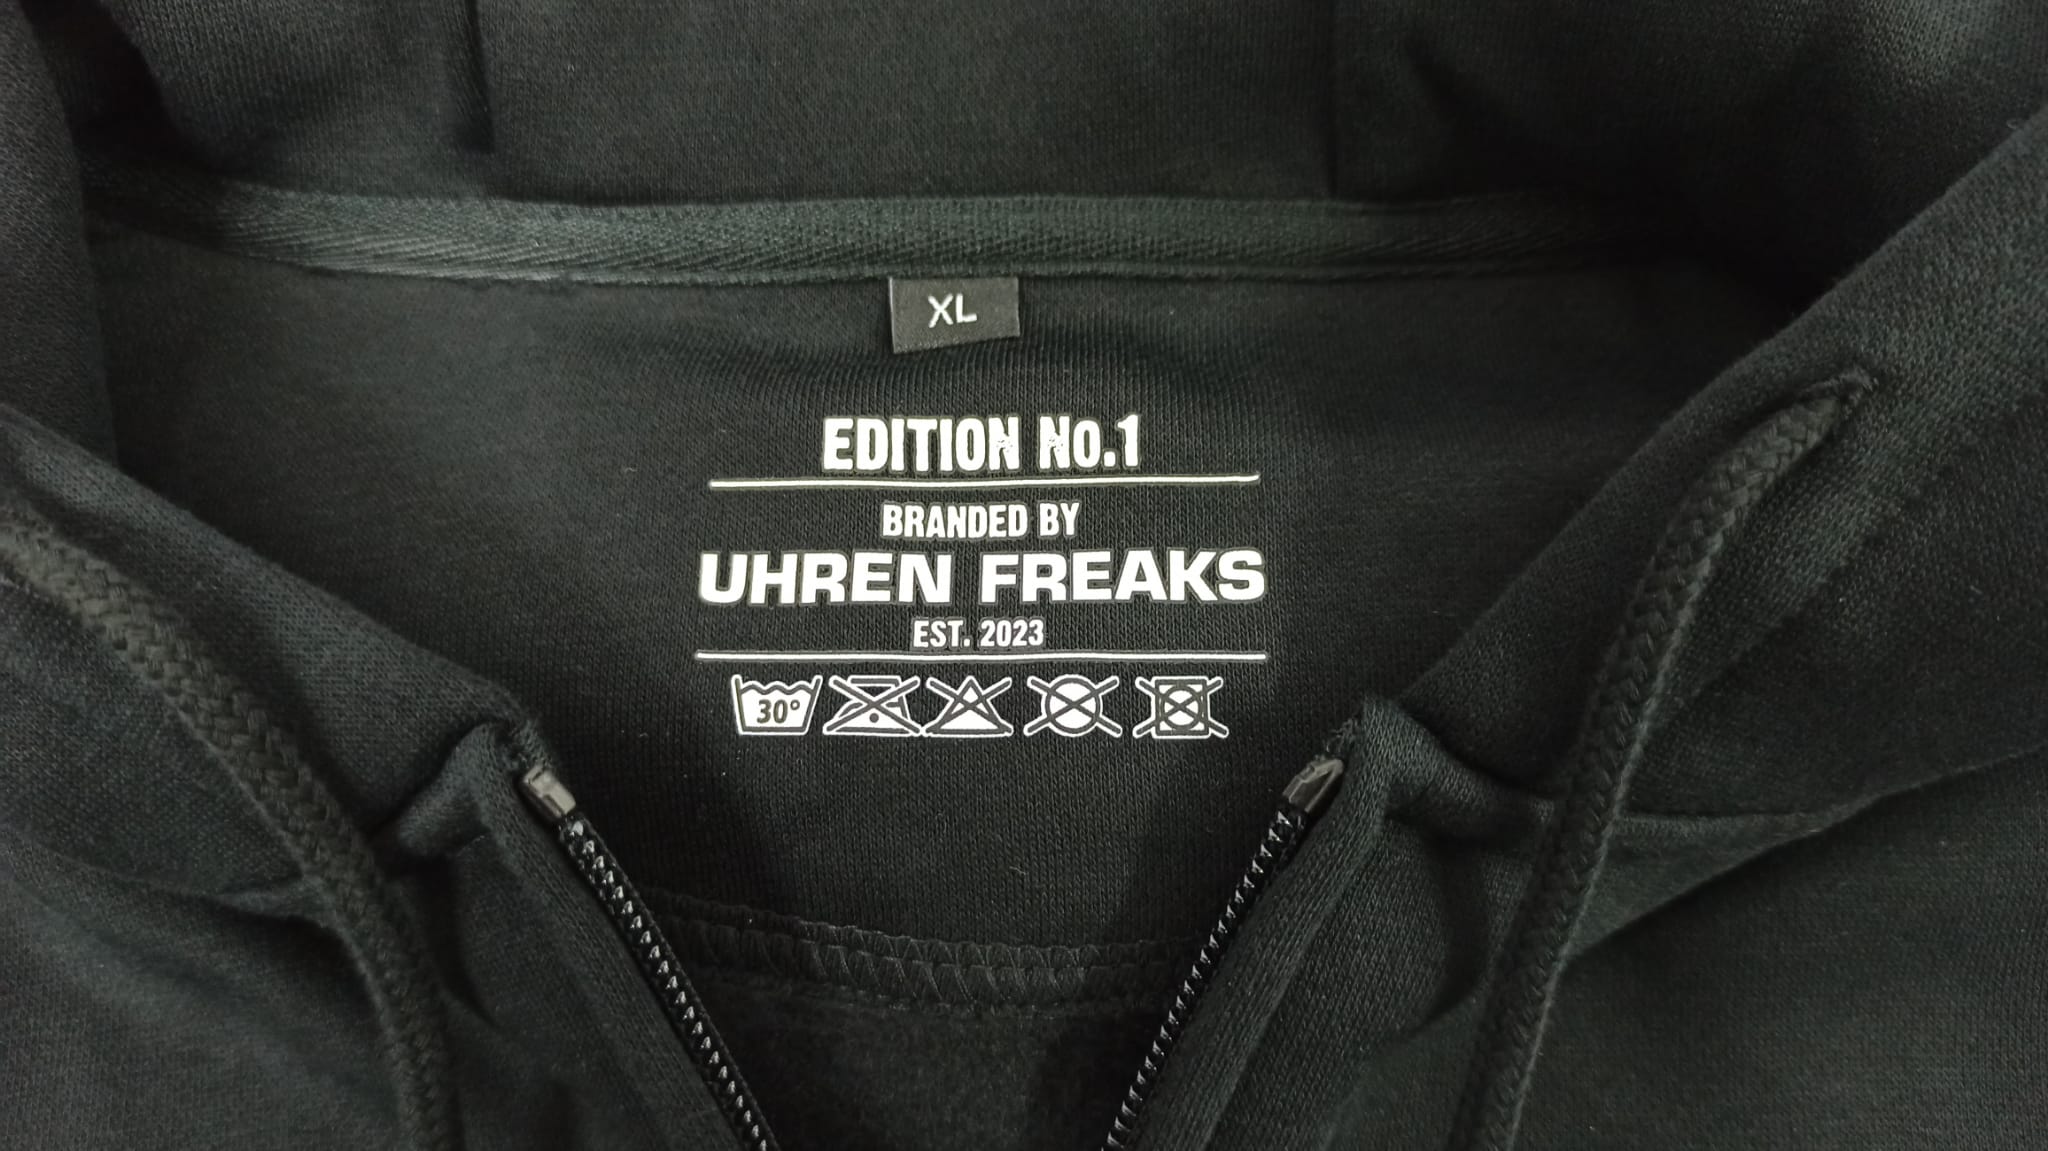 XL
EDITION No.1
BRANDED BY
UHREN FREAKS
EST. 2023
30°